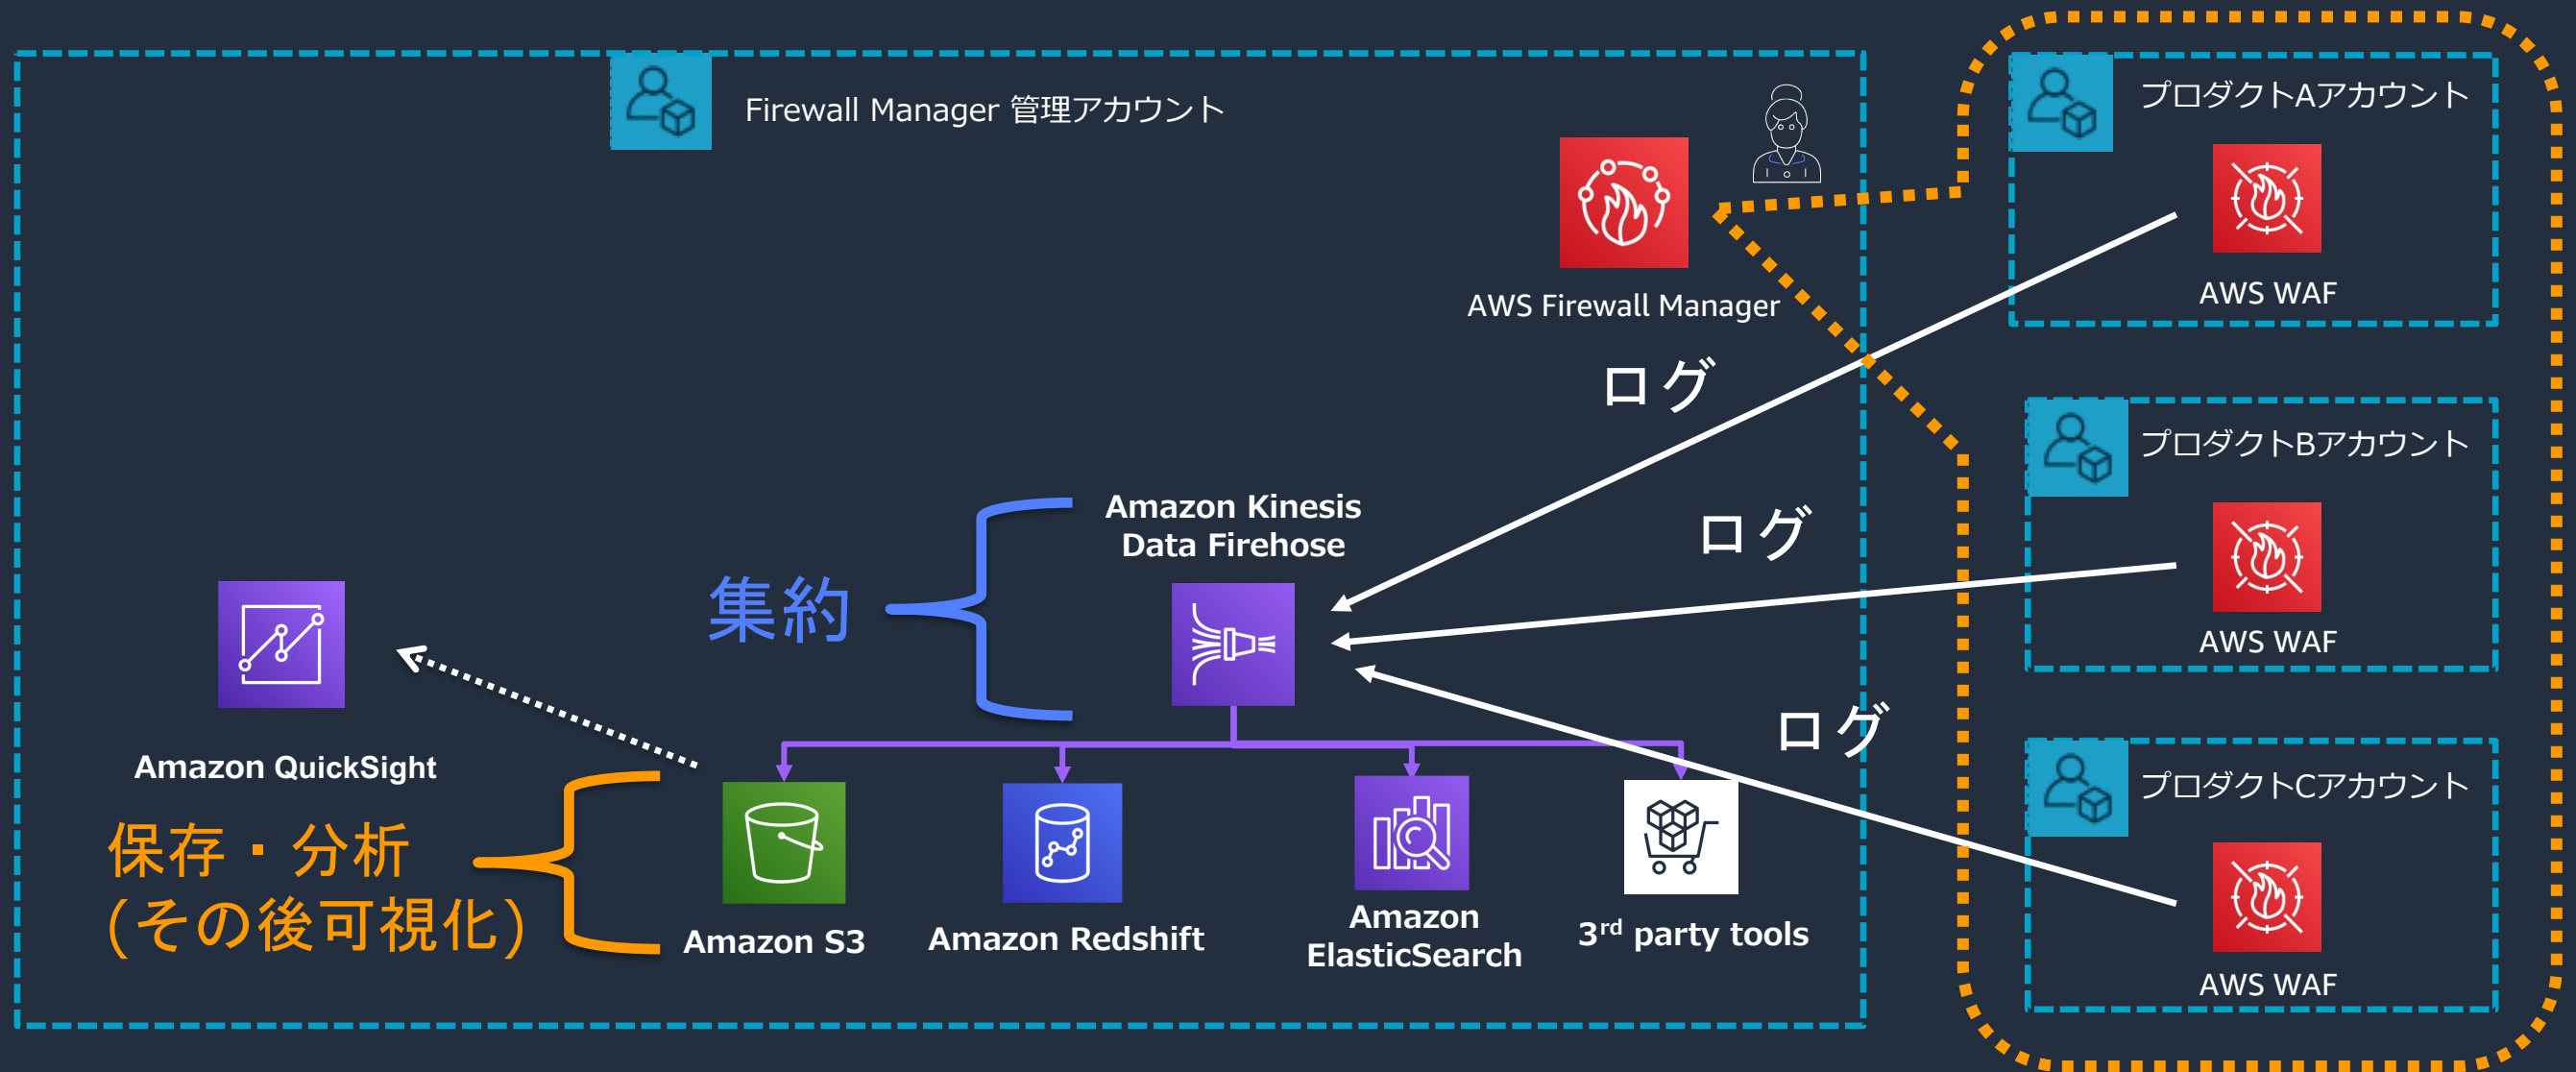 Firewall Manager 管理アカウント
AWS Firewall Manager
プロダクトAアカウント
AWS WAF
ログ
プロダクトBアカウント
AWS WAF
ログ
プロダクトCアカウント
AWS WAF
ログ
Amazon Kinesis
Data Firehose
集約
Amazon QuickSight
保存・分析
(その後可視化)
Amazon S3
Amazon Redshift
Amazon
ElasticSearch
3rd party tools